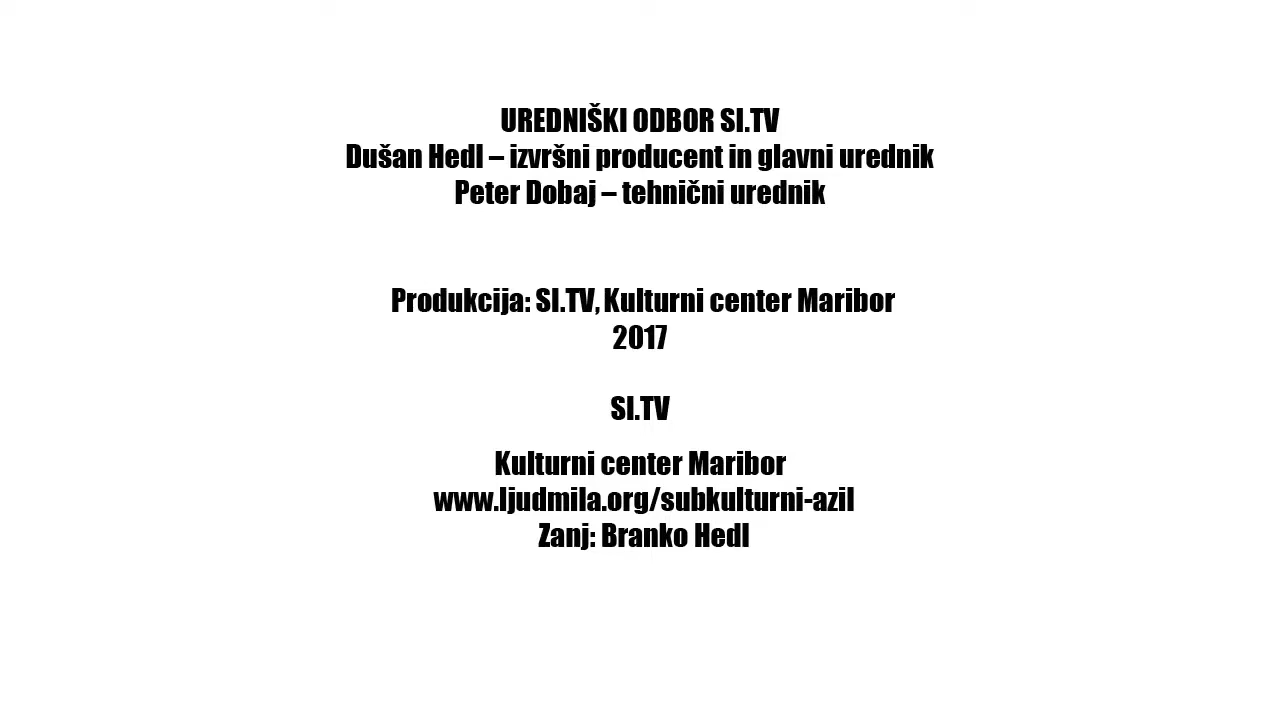 UREDNIŠKI ODBOR SI.TV
Dušan Hedl – izvršni producent in glavni urednik
Peter Dobaj – tehnični urednik
Produkcija: SI.TV, Kulturni center Maribor
2017
SI.TV
Kulturni center Maribor
www.ljudmila.org/subkulturni-azil
Zanj: Branko Hedl